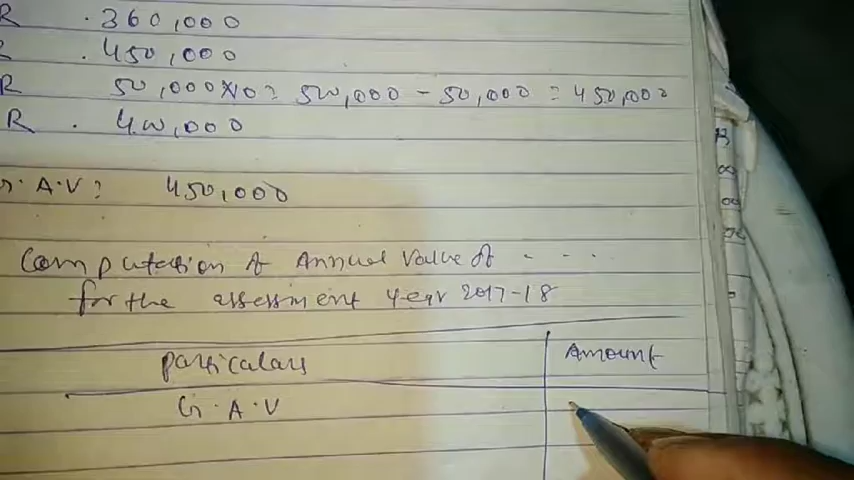 R . 360,000
R . 450,000
R 50,000×10= 500,000 - 50,000 = 450,000
R . 40,000
G.A.V= 450,000
Computation of Annual Value of - . . .
for the assessment year 2017-18
particulars Amount
G.A.V